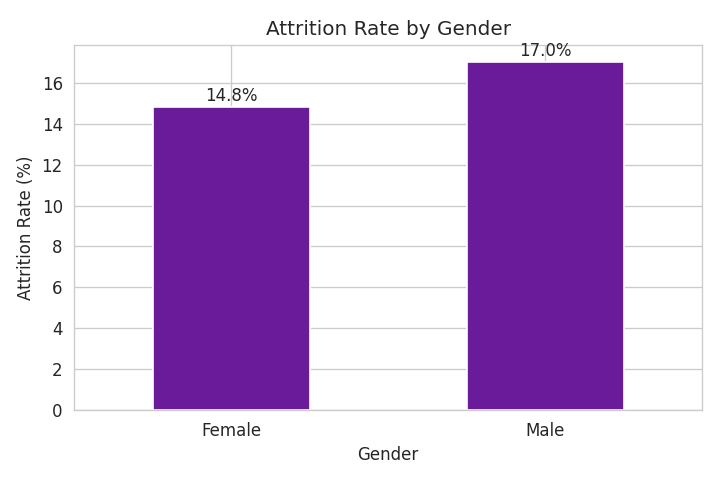 Attrition Rate by Gender
17.0%
14.8%
16
14
12
10
8
6
4
2
0
Attrition Rate (%)
Female
Male
Gender